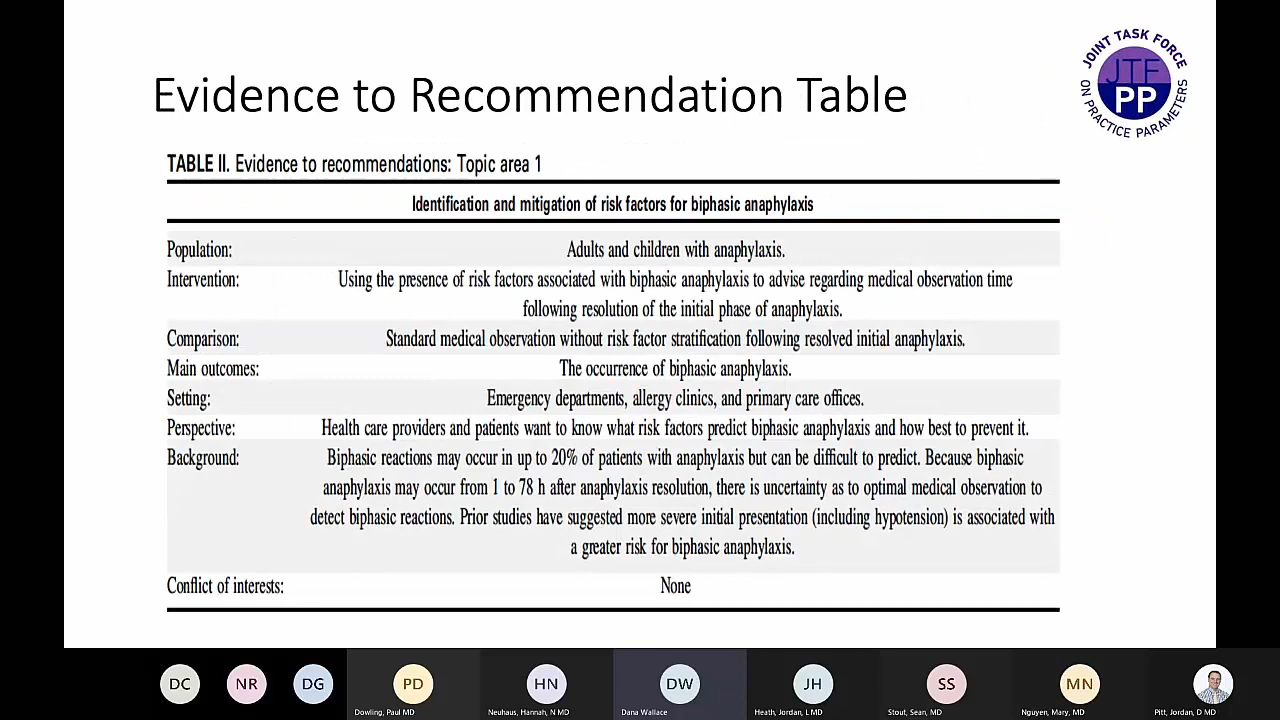 Evidence to Recommendation Table
JOINT TASK FORCE
JTF
PP
ON PRACTICE PARAMETERS
TABLE II. Evidence to recommendations: Topic area 1
Identification and mitigation of risk factors for biphasic anaphylaxis
Population: Adults and children with anaphylaxis.
Intervention: Using the presence of risk factors associated with biphasic anaphylaxis to advise regarding medical observation time
following resolution of the initial phase of anaphylaxis.
Comparison: Standard medical observation without risk factor stratification following resolved initial anaphylaxis.
Main outcomes: The occurrence of biphasic anaphylaxis.
Setting: Emergency departments, allergy clinics, and primary care offices.
Perspective: Health care providers and patients want to know what risk factors predict biphasic anaphylaxis and how best to prevent it.
Background: Biphasic reactions may occur in up to 20% of patients with anaphylaxis but can be difficult to predict. Because biphasic
anaphylaxis may occur from 1 to 78 h after anaphylaxis resolution, there is uncertainty as to optimal medical observation to
detect biphasic reactions. Prior studies have suggested more severe initial presentation (including hypotension) is associated with
a greater risk for biphasic anaphylaxis.
Conflict of interests: None
DC NR DG PD HN DW JH SS MN
Dowling, Paul MD Neuhaus, Hannah, N MD Dana Wallace Heath, Jordan, L MD Stout, Sean, MD Nguyen, Mary, MD Pitt, Jordan, D MD